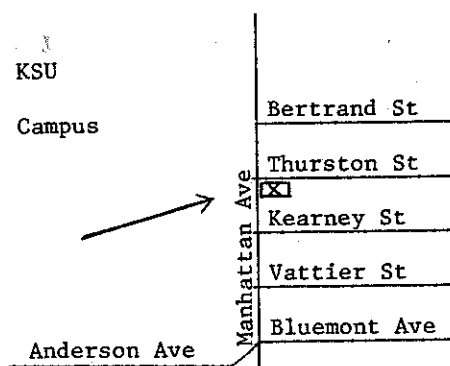 KSU
Campus
Bertrand St
Thurston St
X
Manhattan Ave
Kearney St
Vattier St
Bluemont Ave
Anderson Ave